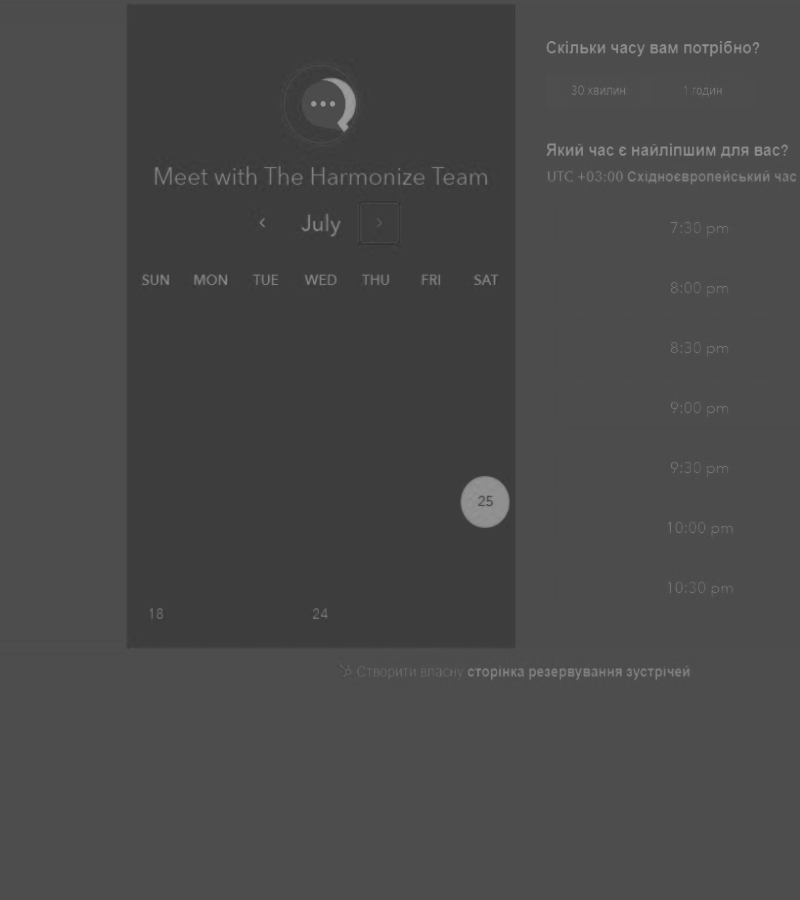 Meet with The Harmonize Team
July
SUN MON TUE WED THU FRI SAT
25
18 24
Скільки часу вам потрібно?
30 хвилин 1 годин
Який час є найліпшим для вас?
UTC +03:00 Східноєвропейський час
7:30 pm
8:00 pm
8:30 pm
9:00 pm
9:30 pm
10:00 pm
10:30 pm
Створити власну сторінка резервування зустрічей